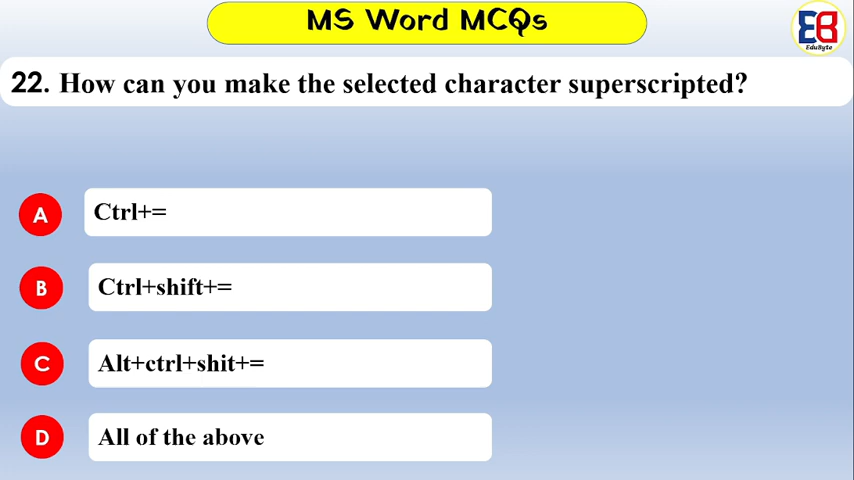 MS Word MCQs
EB
EduByte
22. How can you make the selected character superscripted?
A Ctrl+=
B Ctrl+shift+=
C Alt+ctrl+shit+=
D All of the above